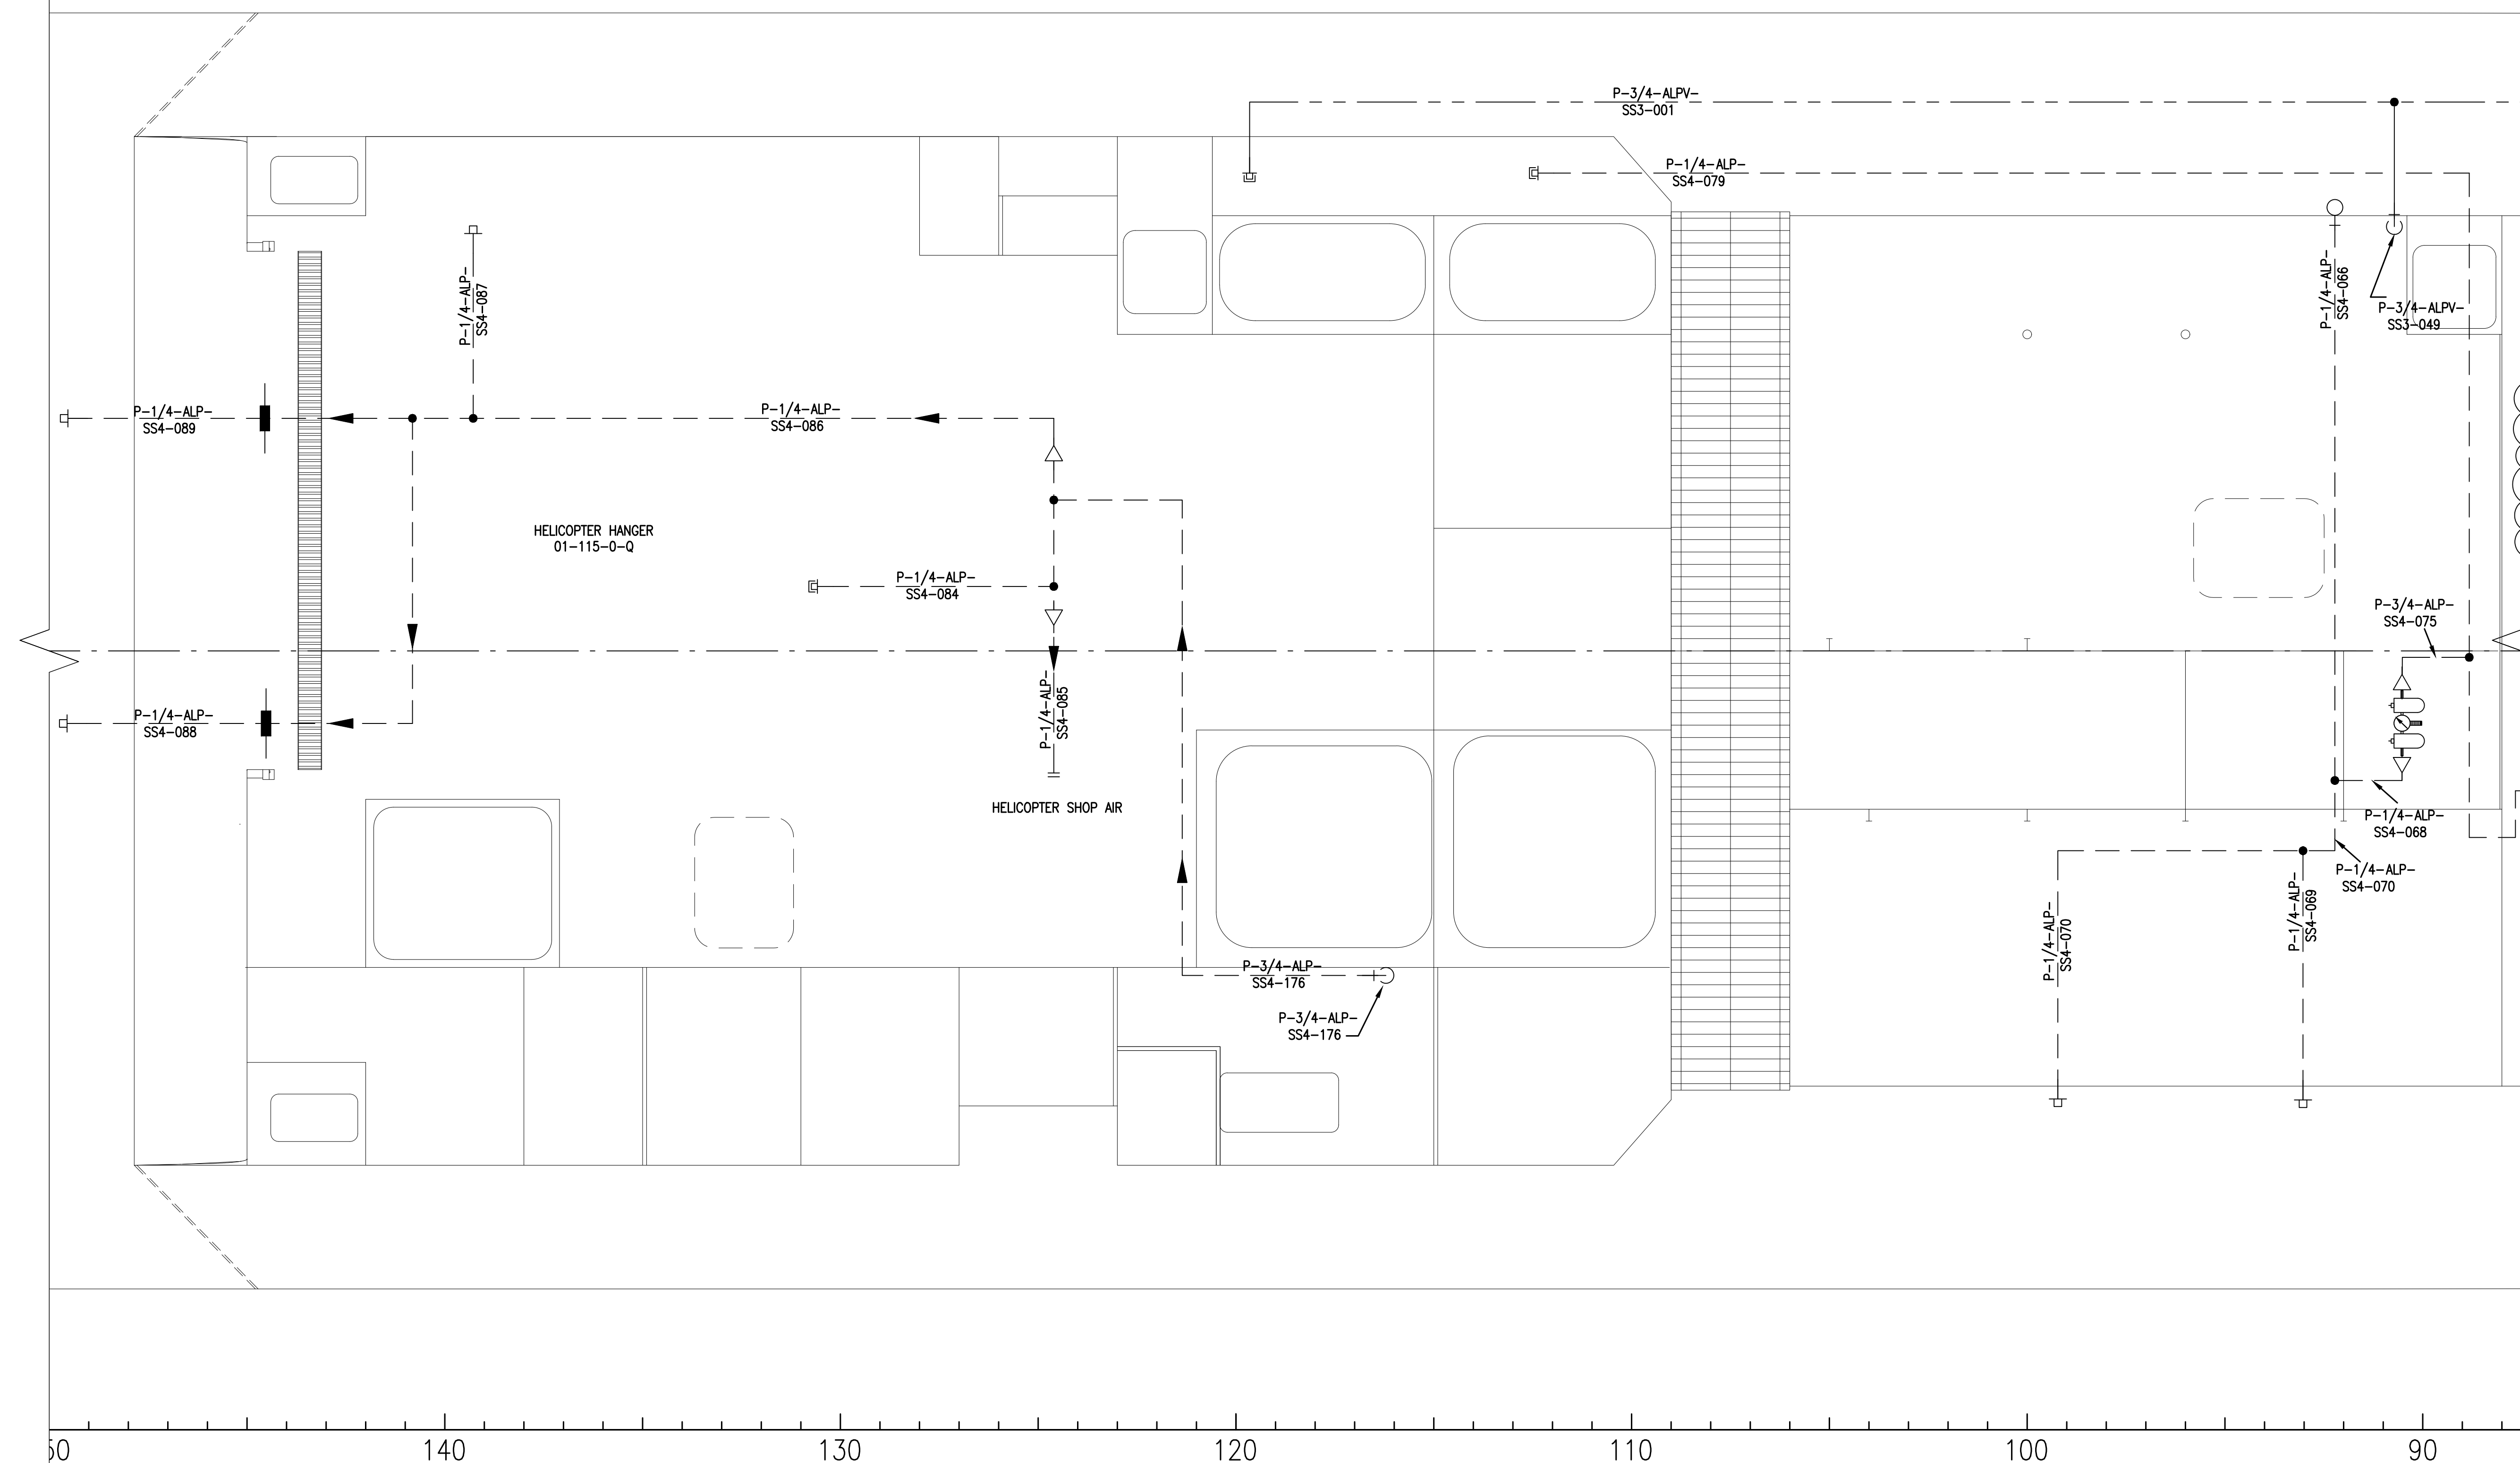 P-3/4-ALPV-
SS3-001
P-1/4-ALP-
SS4-079
P-1/4-ALP-
SS4-087
P-1/4-ALP-
SS4-066
P-3/4-ALPV-
SS3-049
P-1/4-ALP-
SS4-089
P-1/4-ALP-
SS4-086
HELICOPTER HANGER
01-115-0-Q
P-1/4-ALP-
SS4-084
P-3/4-ALP-
SS4-075
P-1/4-ALP-
SS4-088
P-1/4-ALP-
SS4-085
HELICOPTER SHOP AIR
P-1/4-ALP-
SS4-068
P-1/4-ALP-
SS4-070
P-1/4-ALP-
SS4-069
P-1/4-ALP-
SS4-070
P-3/4-ALP-
SS4-176
P-3/4-ALP-
SS4-176
140 130 120 110 100 90